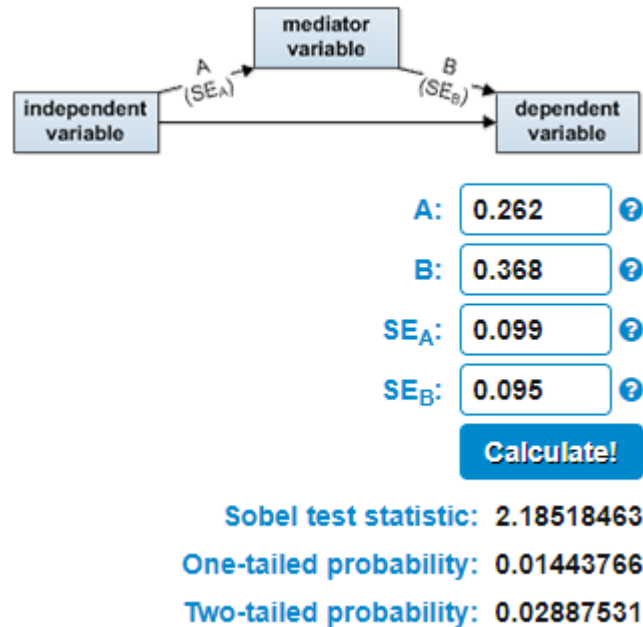 mediator
variable
A
(SEA)
B
(SEB)
independent
variable
dependent
variable
A: 0.262 ?
B: 0.368 ?
SEA: 0.099 ?
SEB: 0.095 ?
Calculate!
Sobel test statistic: 2.18518463
One-tailed probability: 0.01443766
Two-tailed probability: 0.02887531